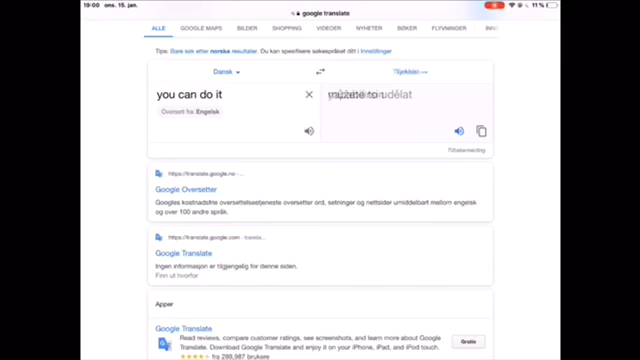 19:00 ons. 15. jan.
google translate
11 %
ALLE GOOGLE MAPS BILDER SHOPPING VIDEOER NYHETER BØKER FLYVNINGER
Tips: Bare søk etter norske resultater. Du kan spesifisere søkespråket ditt i Innstillinger
Dansk
you can do it
Oversett fra: Engelsk
Tilbakemelding
https://translate.google.no › ...
Google Oversetter
Googles kostnadsfrie oversettelsestjeneste oversetter ord, setninger og nettsider umiddelbart mellom engelsk
og over 100 andre språk.
https://translate.google.com › transla...
Google Translate
Ingen informasjon er tilgjengelig for denne siden.
Finn ut hvorfor
Apper
Google Translate
Read reviews, compare customer ratings, see screenshots, and learn more about Google
Translate. Download Google Translate and enjoy it on your iPhone, iPad, and iPod touch.
Gratis
★★★★★ fra 289,987 brukere